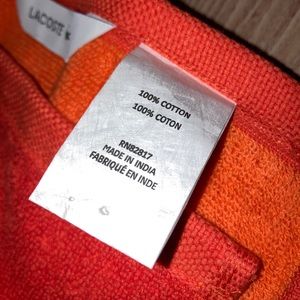 LACOSTE
100% COTTON
100% COTON
RN82817
MADE IN INDIA
FABRIQUÉ EN INDE